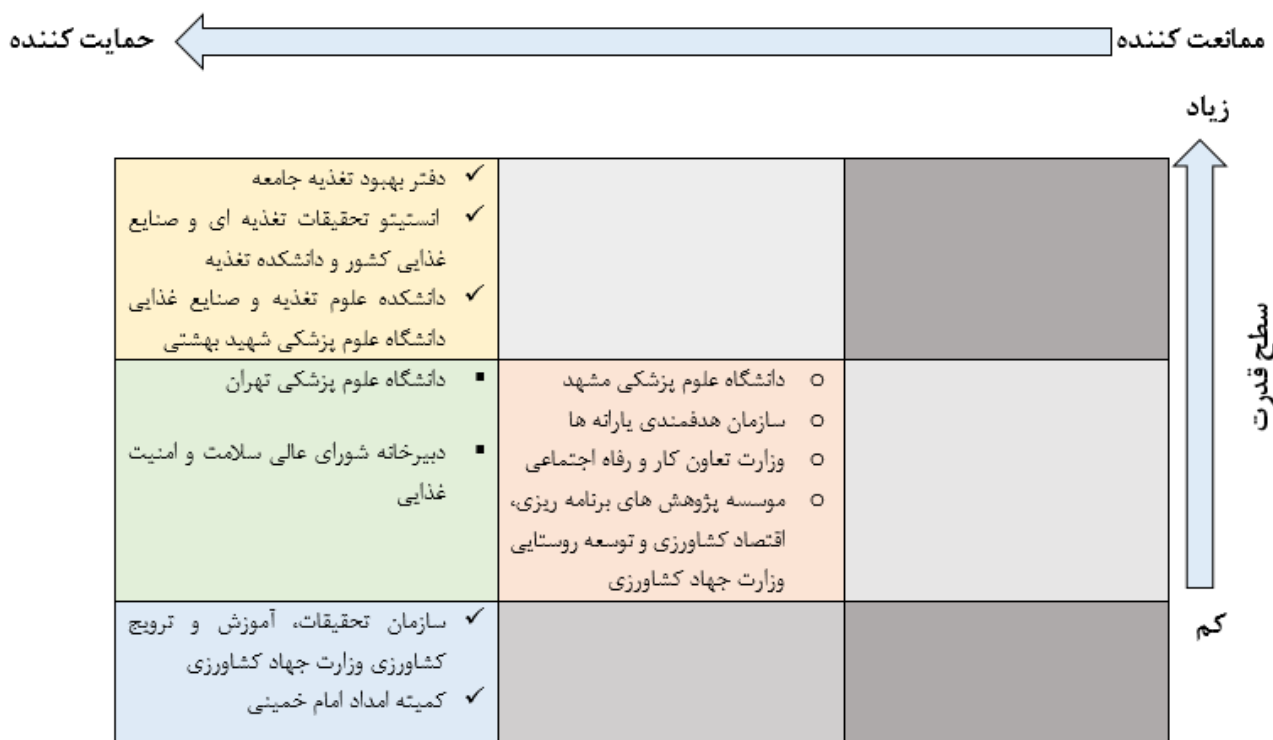 ممانعت کننده
حمایت کننده
زیاد
سطح قدرت
کم
✓ دفتر بهبود تغذیه جامعه
✓ انستیتو تحقیقات تغذیه ای و صنایع
غذایی کشور و دانشکده تغذیه
✓ دانشکده علوم تغذیه و صنایع غذایی
دانشگاه علوم پزشکی شهید بهشتی
o دانشگاه علوم پزشکی مشهد
o سازمان هدفمندی یارانه ها
o وزارت تعاون کار و رفاه اجتماعی
o موسسه پژوهش های برنامه ریزی،
اقتصاد کشاورزی و توسعه روستایی
وزارت جهاد کشاورزی
▪ دانشگاه علوم پزشکی تهران
▪ دبیرخانه شورای عالی سلامت و امنیت
غذایی
✓ سازمان تحقیقات، آموزش و ترویج
کشاورزی وزارت جهاد کشاورزی
✓ کمیته امداد امام خمینی